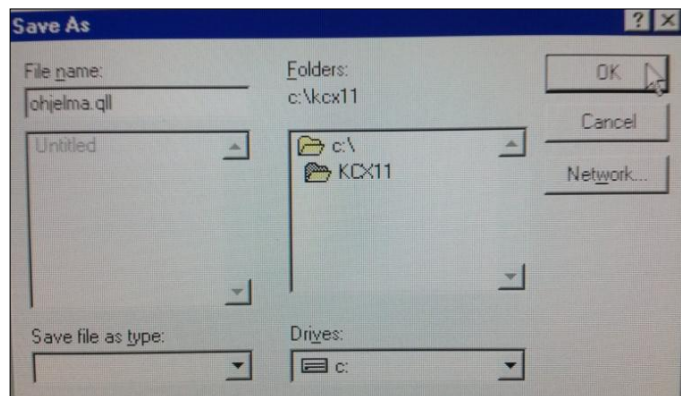 Save As
File name:
ohjelma.qll
Untitled
Save file as type:
Folders:
c:\kcx11
c:\
KCX11
Drives:
c:
OK
Cancel
Network...